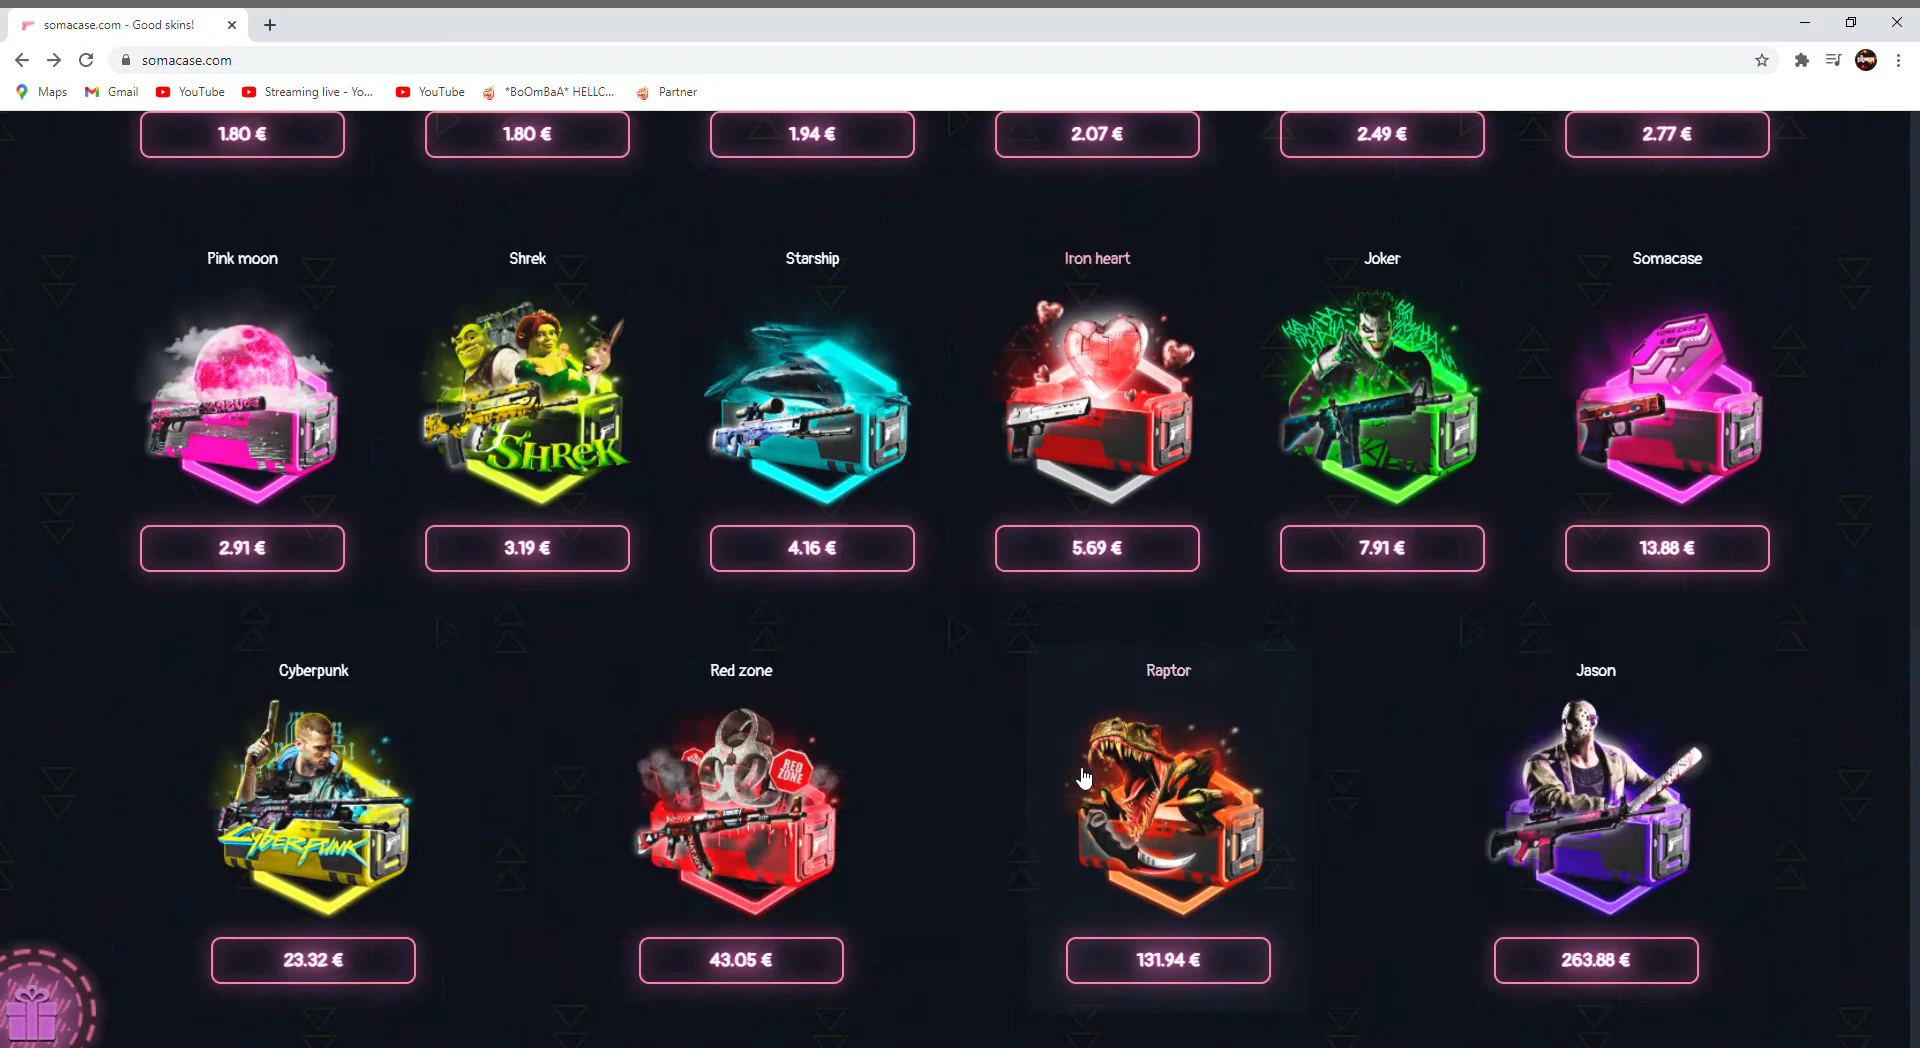 somacase.com - Good skins!
somacase.com
Maps Gmail YouTube Streaming live - Yo... YouTube *BoOmBaA* HELLC... Partner
1.80 € 1.80 € 1.94 € 2.07 € 2.49 € 2.77 €
Pink moon Shrek Starship Iron heart Joker Somacase
SHREK
SOMA CASE
2.91 € 3.19 € 4.16 € 5.69 € 7.91 € 13.88 €
Cyberpunk Red zone Raptor Jason
RED ZONE
CYBERPUNK
23.32 € 43.05 € 131.94 € 263.88 €